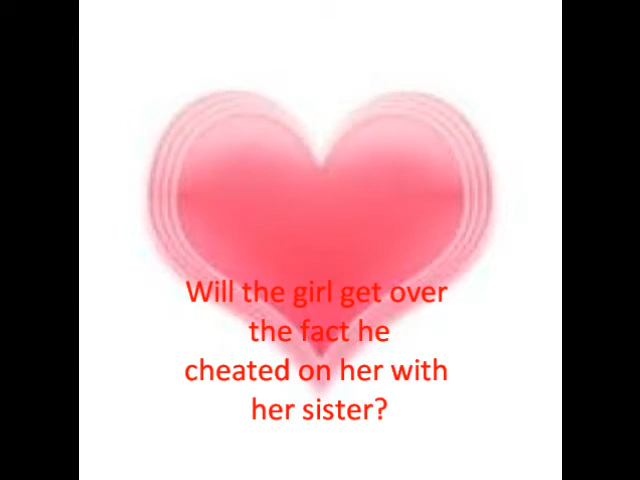 Will the girl get over
the fact he
cheated on her with
her sister?